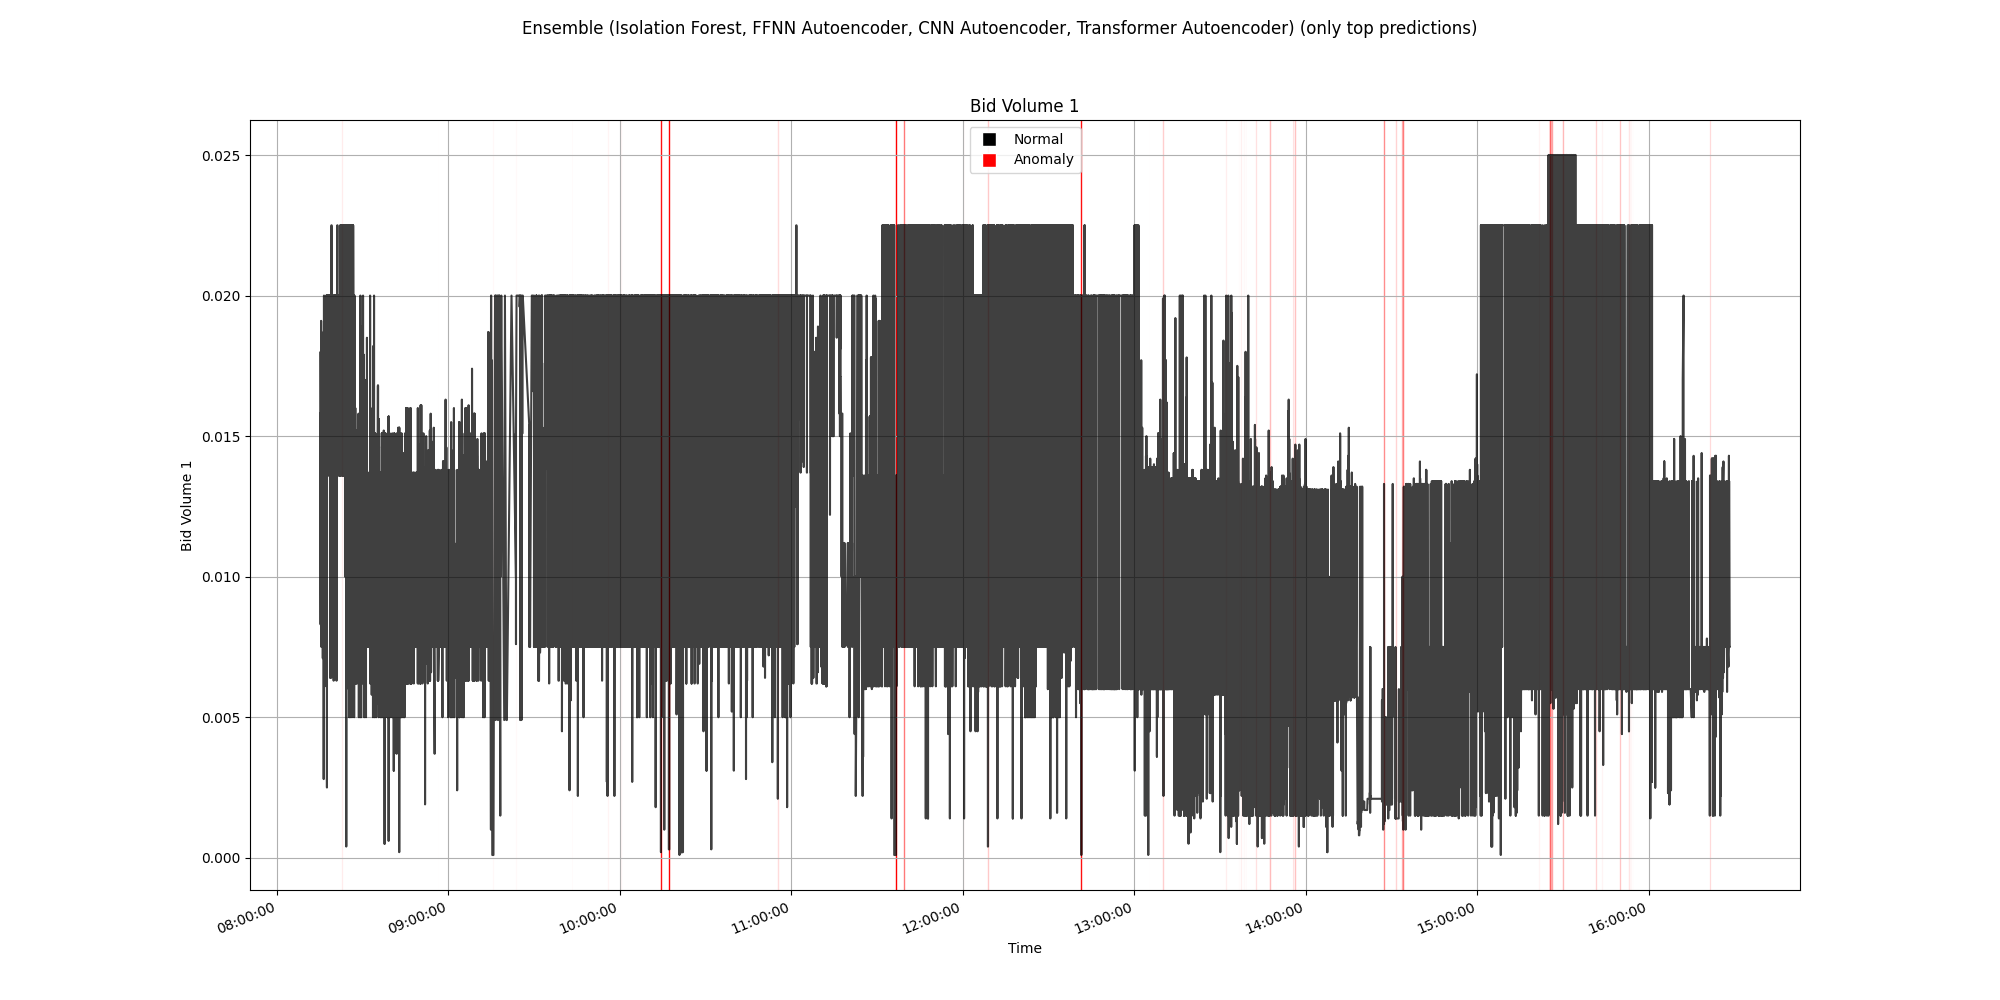 Ensemble (Isolation Forest, FFNN Autoencoder, CNN Autoencoder, Transformer Autoencoder) (only top predictions)
Bid Volume 1
Normal
Anomaly
Bid Volume 1
0.025
0.020
0.015
0.010
0.005
0.000
08:00:00
09:00:00
10:00:00
11:00:00
12:00:00
13:00:00
14:00:00
15:00:00
16:00:00
Time